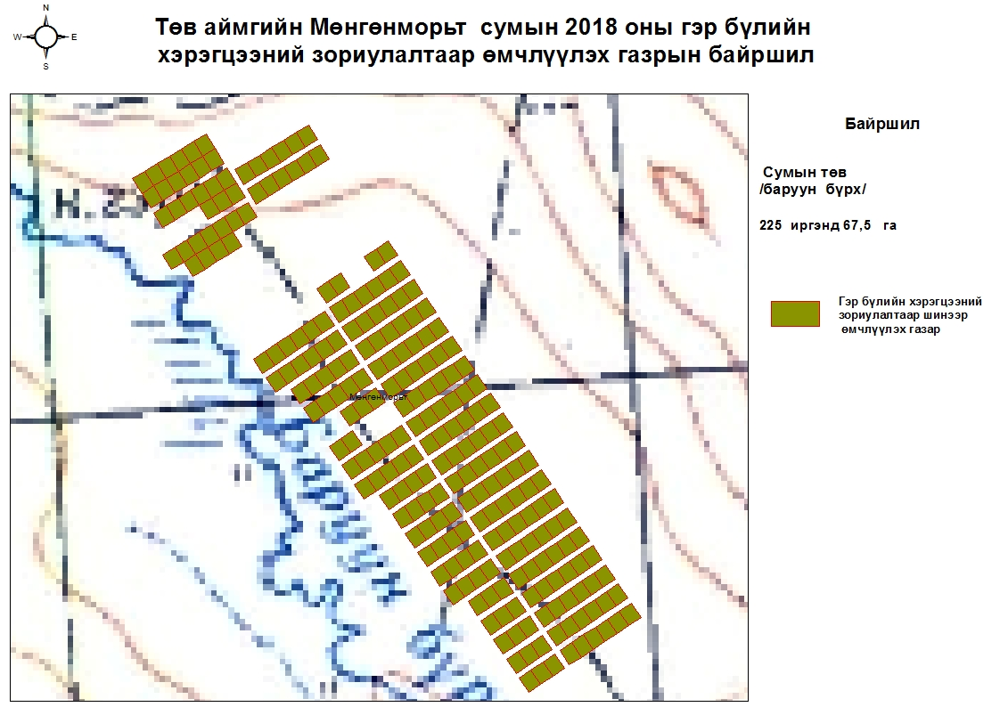 N
W E
S
Төв аймгийн Мөнгөнморьт сумын 2018 оны гэр бүлийн
хэрэгцээний зориулалтаар өмчлүүлэх газрын байршил
Байршил
Сумын төв
/баруун бүрх/
225 иргэнд 67,5 га
Гэр бүлийн хэрэгцээний
зориулалтаар шинээр
өмчлүүлэх газар
Мөнгөнморьт